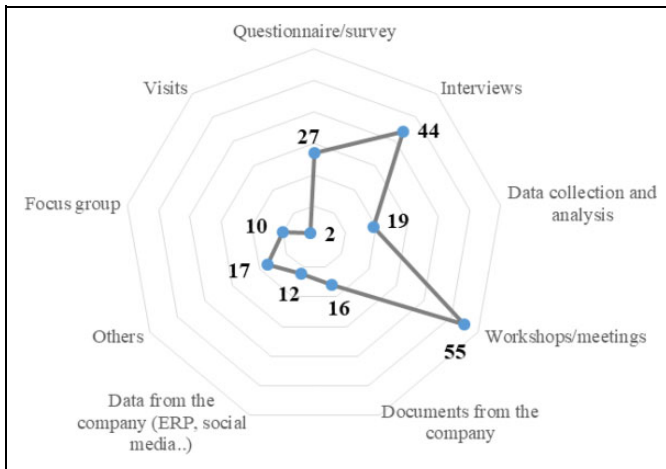 Questionnaire/survey
Visits
Interviews
27
44
Focus group
Data collection and
analysis
10
2
19
17
12
16
Others
Workshops/meetings
55
Data from the
company (ERP, social
media..)
Documents from the
company